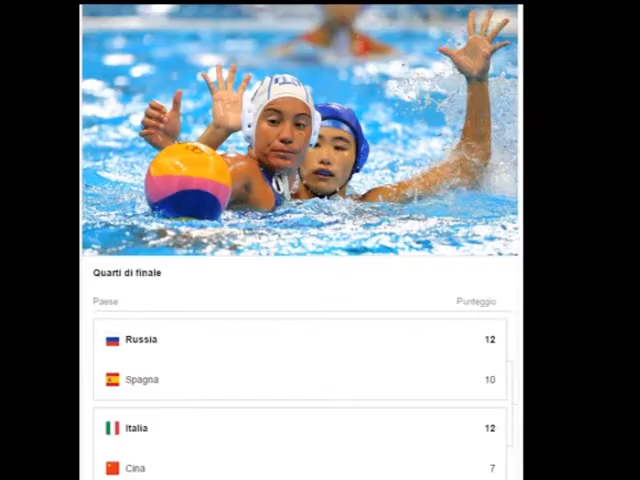 Quarti di finale
Paese Punteggio
Russia 12
Spagna 10
Italia 12
Cina 7